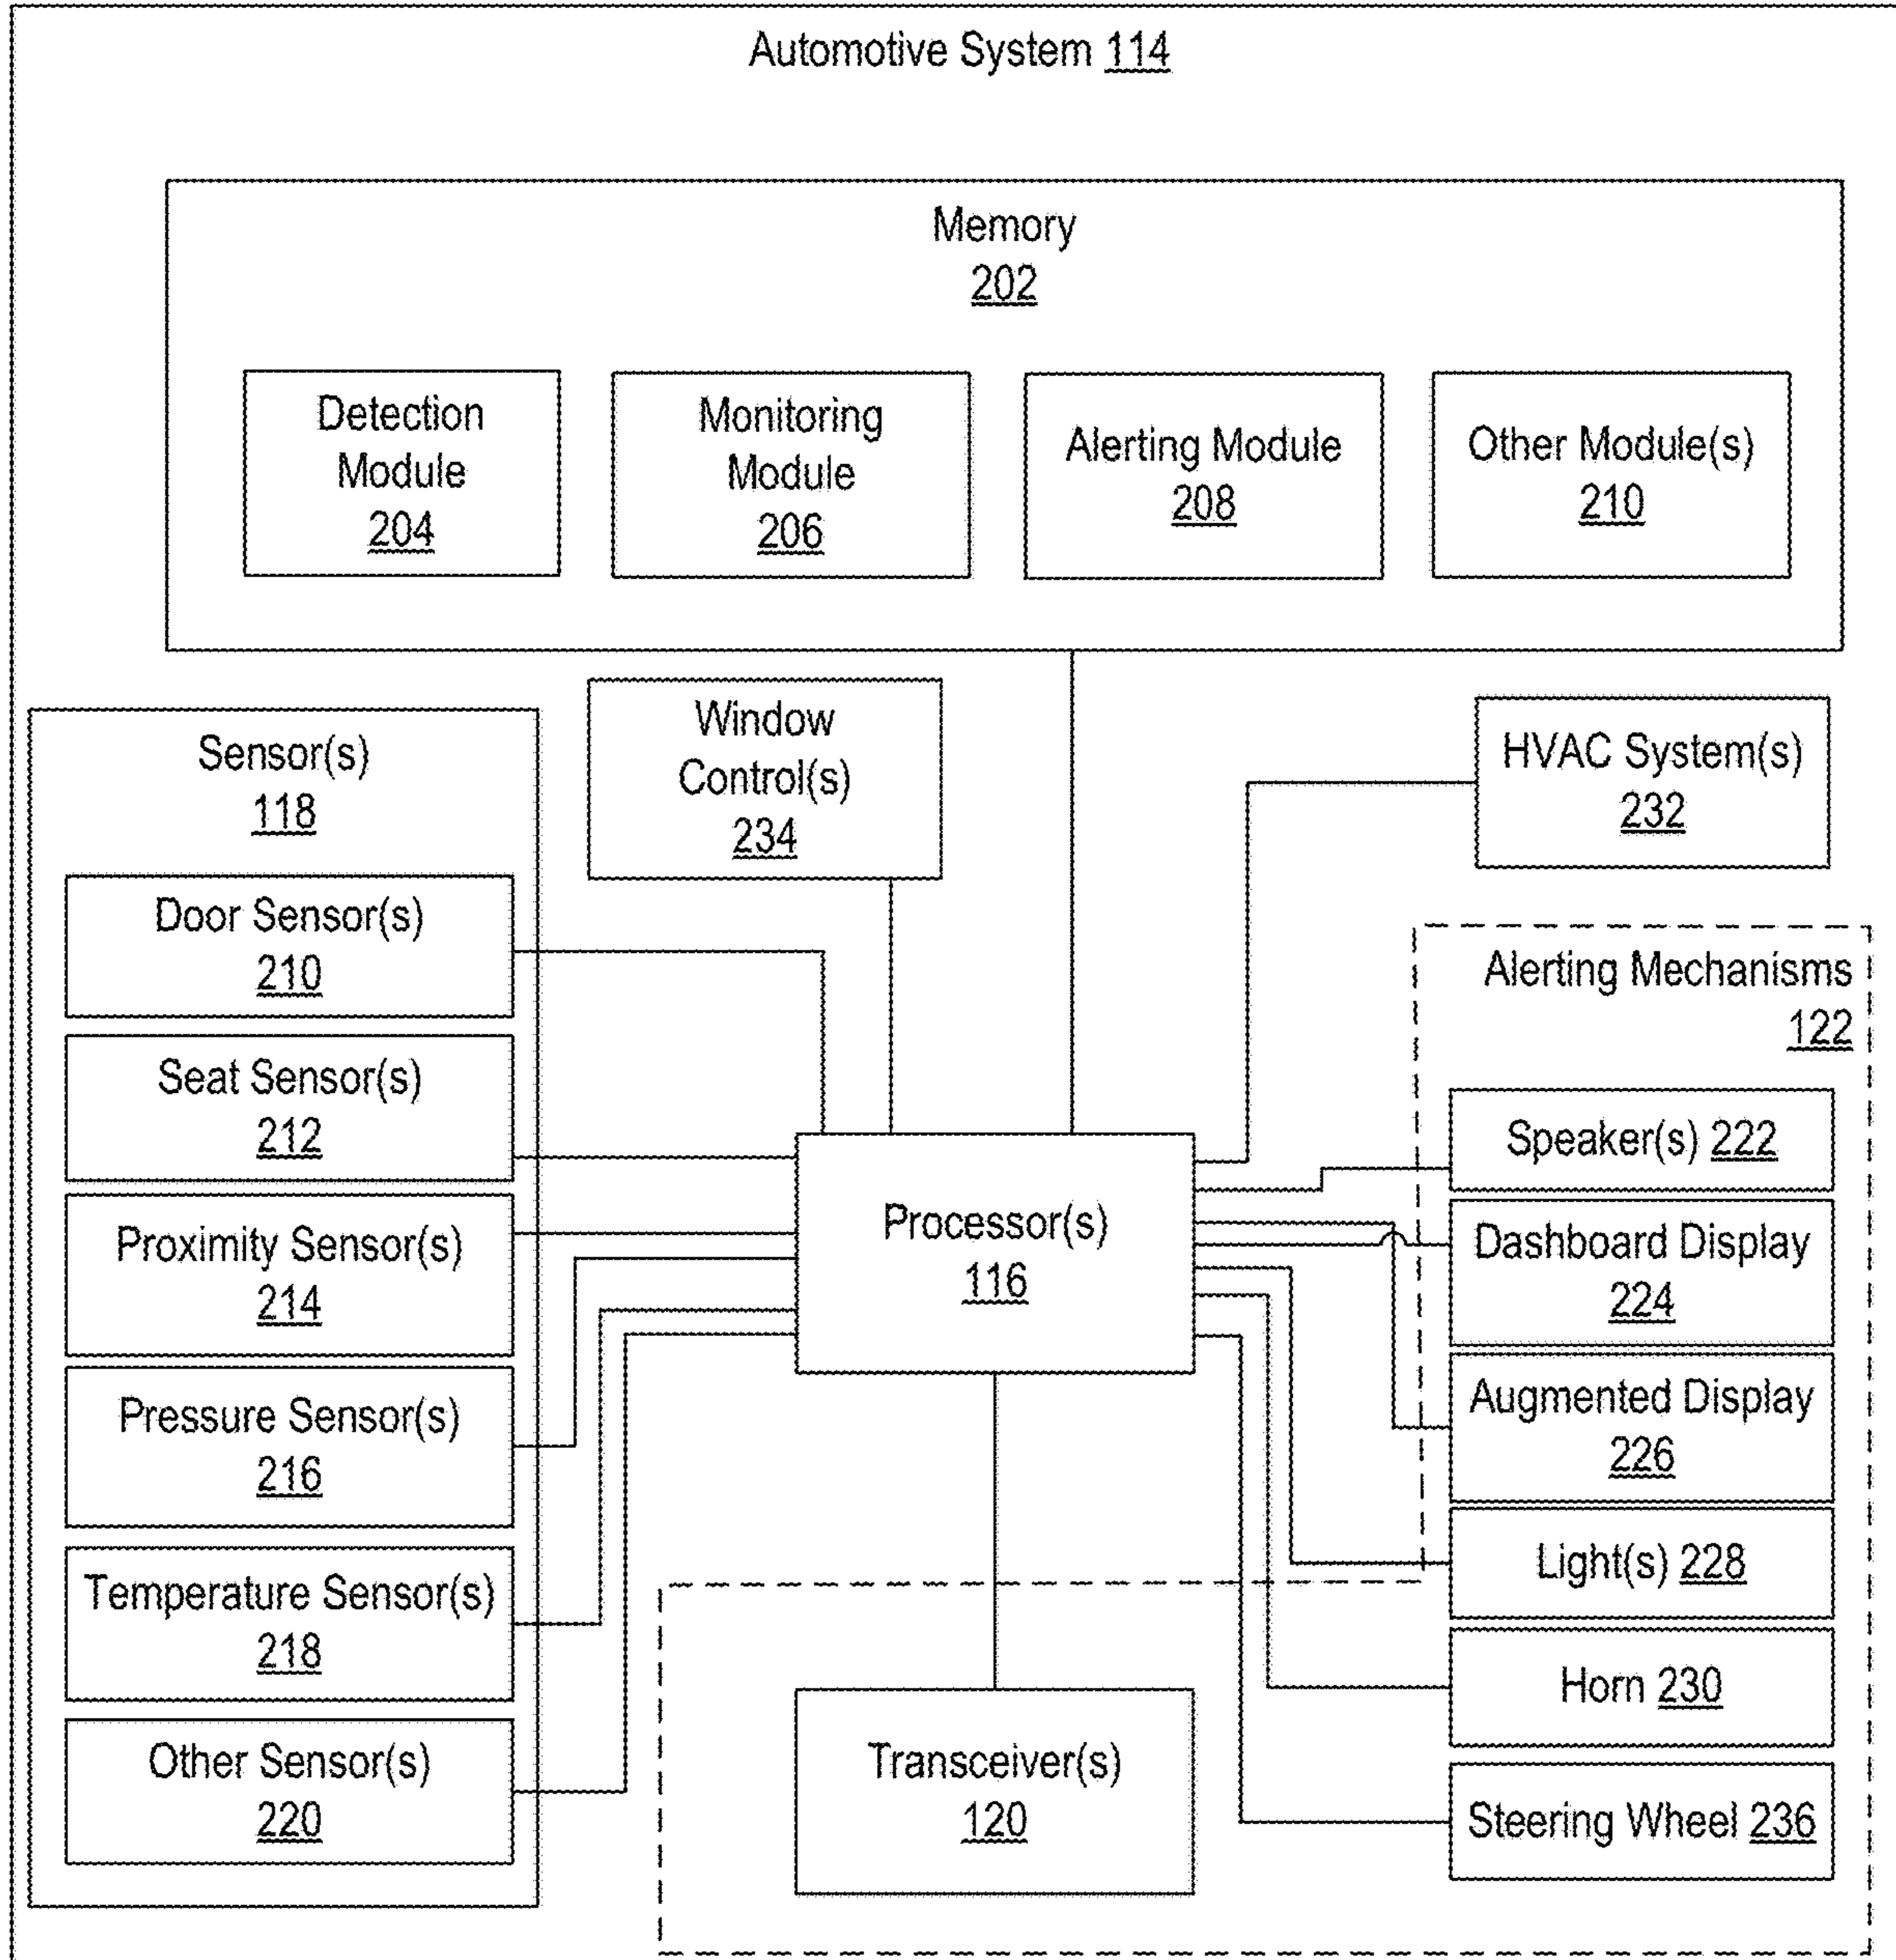 Automotive System 114
Memory
202
Detection
Module
204
Monitoring
Module
206
Alerting Module
208
Other Module(s)
210
Sensor(s)
118
Door Sensor(s)
210
Seat Sensor(s)
212
Proximity Sensor(s)
214
Pressure Sensor(s)
216
Temperature Sensor(s)
218
Other Sensor(s)
220
Window
Control(s)
234
HVAC System(s)
232
Processor(s)
116
Transceiver(s)
120
Alerting Mechanisms
122
Speaker(s) 222
Dashboard Display
224
Augmented Display
226
Light(s) 228
Horn 230
Steering Wheel 236